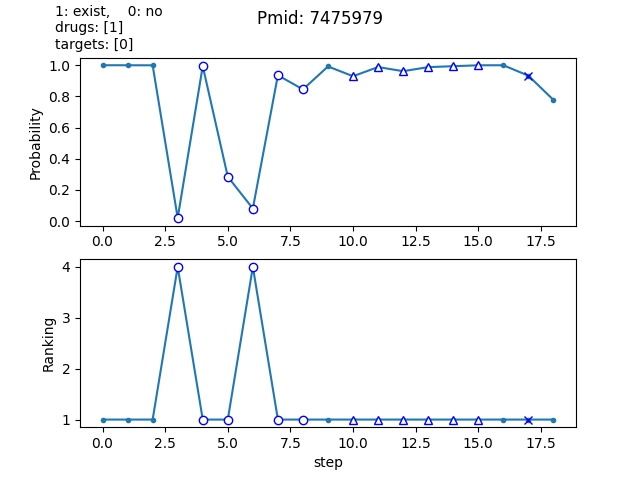 1: exist,    0: no
drugs: [1]
targets: [0]
Pmid: 7475979
Probability
1.0
0.8
0.6
0.4
0.2
0.0
0.0 2.5 5.0 7.5 10.0 12.5 15.0 17.5
Ranking
4
3
2
1
0.0 2.5 5.0 7.5 10.0 12.5 15.0 17.5
step